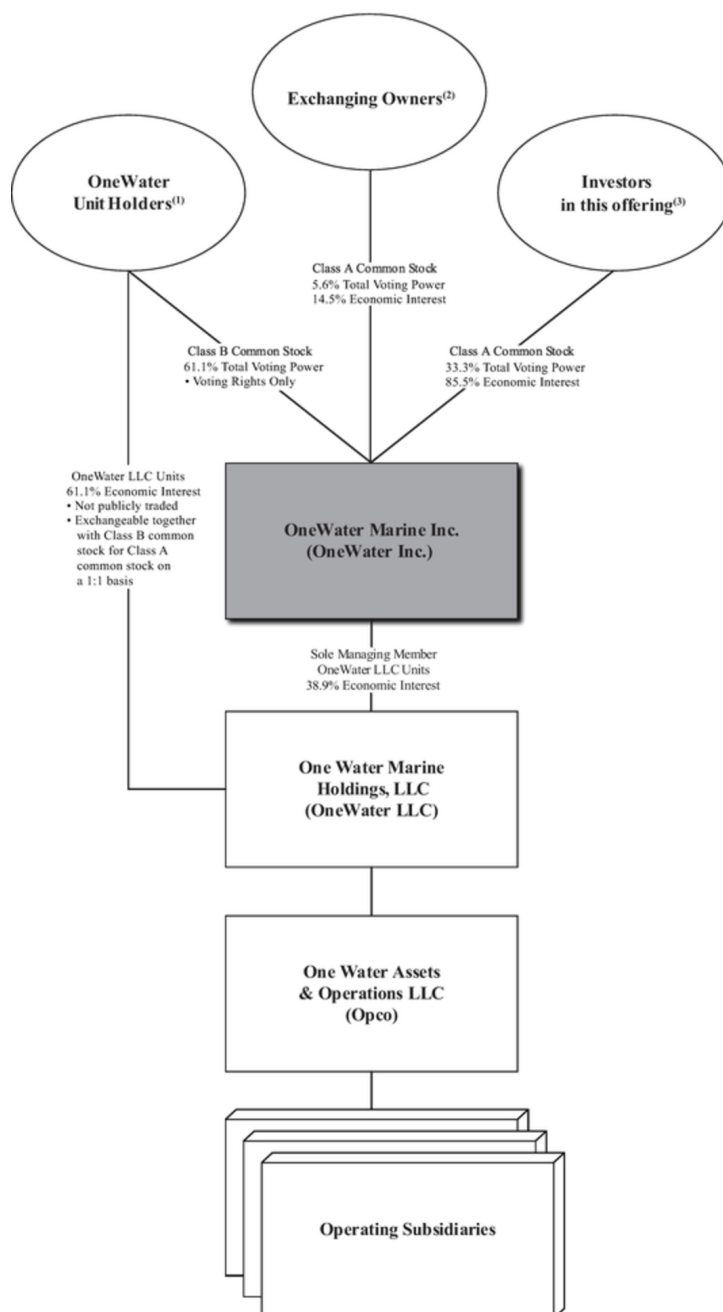 Exchanging Owners(2)
OneWater
Unit Holders(1)
Investors
in this offering(3)
Class A Common Stock
5.6% Total Voting Power
14.5% Economic Interest
Class B Common Stock
61.1% Total Voting Power
• Voting Rights Only
Class A Common Stock
33.3% Total Voting Power
85.5% Economic Interest
OneWater LLC Units
61.1% Economic Interest
• Not publicly traded
• Exchangeable together
with Class B common
stock for Class A
common stock on
a 1:1 basis
OneWater Marine Inc.
(OneWater Inc.)
Sole Managing Member
OneWater LLC Units
38.9% Economic Interest
One Water Marine
Holdings, LLC
(OneWater LLC)
One Water Assets
& Operations LLC
(Opco)
Operating Subsidiaries